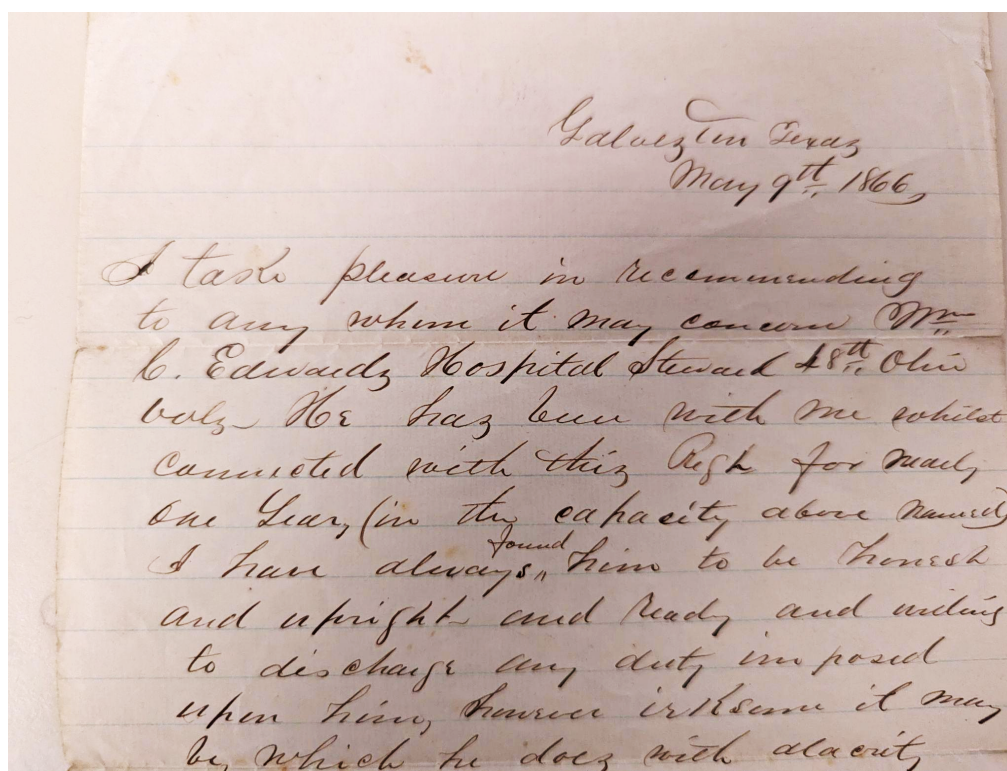 Galveston Texas
May 9th, 1866,
I take pleasure in recommending
to any whom it may concern Wm
C. Edwards Hospital Steward 48th Ohio
vols— He has been with me whilst
connected with this Regt for nearly
one Year, (in the capacity above named)
found
I have always, him to be honest
and upright and ready and willing
to discharge any duty imposed
upon him, however irksome it may
be, which he does with alacrity